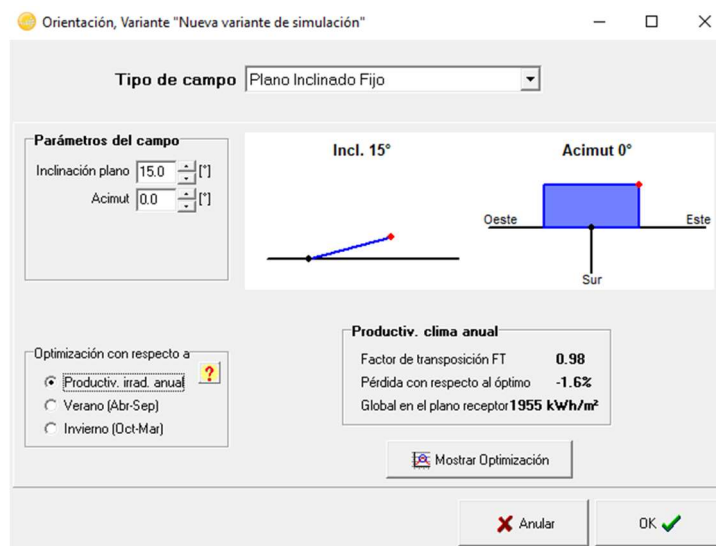 Orientación, Variante "Nueva variante de simulación"
Tipo de campo Plano Inclinado Fijo
Parámetros del campo
Inclinación plano 15.0 [°]
Acimut 0.0 [°]
Incl. 15°
Acimut 0°
Oeste
Este
Sur
Optimización con respecto a
?
Productiv. irrad. anual
Verano (Abr-Sep)
Invierno (Oct-Mar)
Productiv. clima anual
Factor de transposición FT 0.98
Pérdida con respecto al óptimo -1.6%
Global en el plano receptor 1955 kWh/m²
Mostrar Optimización
Anular
OK